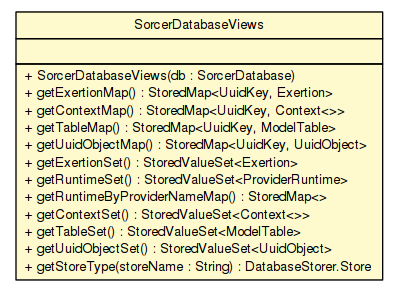 SorcerDatabaseViews
+ SorcerDatabaseViews(db : SorcerDatabase)
+ getExertionMap() : StoredMap<UuidKey, Exertion>
+ getContextMap() : StoredMap<UuidKey, Context<>>
+ getTableMap() : StoredMap<UuidKey, ModelTable>
+ getUuidObjectMap() : StoredMap<UuidKey, UuidObject>
+ getExertionSet() : StoredValueSet<Exertion>
+ getRuntimeSet() : StoredValueSet<ProviderRuntime>
+ getRuntimeByProviderNameMap() : StoredMap<>
+ getContextSet() : StoredValueSet<Context<>>
+ getTableSet() : StoredValueSet<ModelTable>
+ getUuidObjectSet() : StoredValueSet<UuidObject>
+ getStoreType(storeName : String) : DatabaseStorer.Store